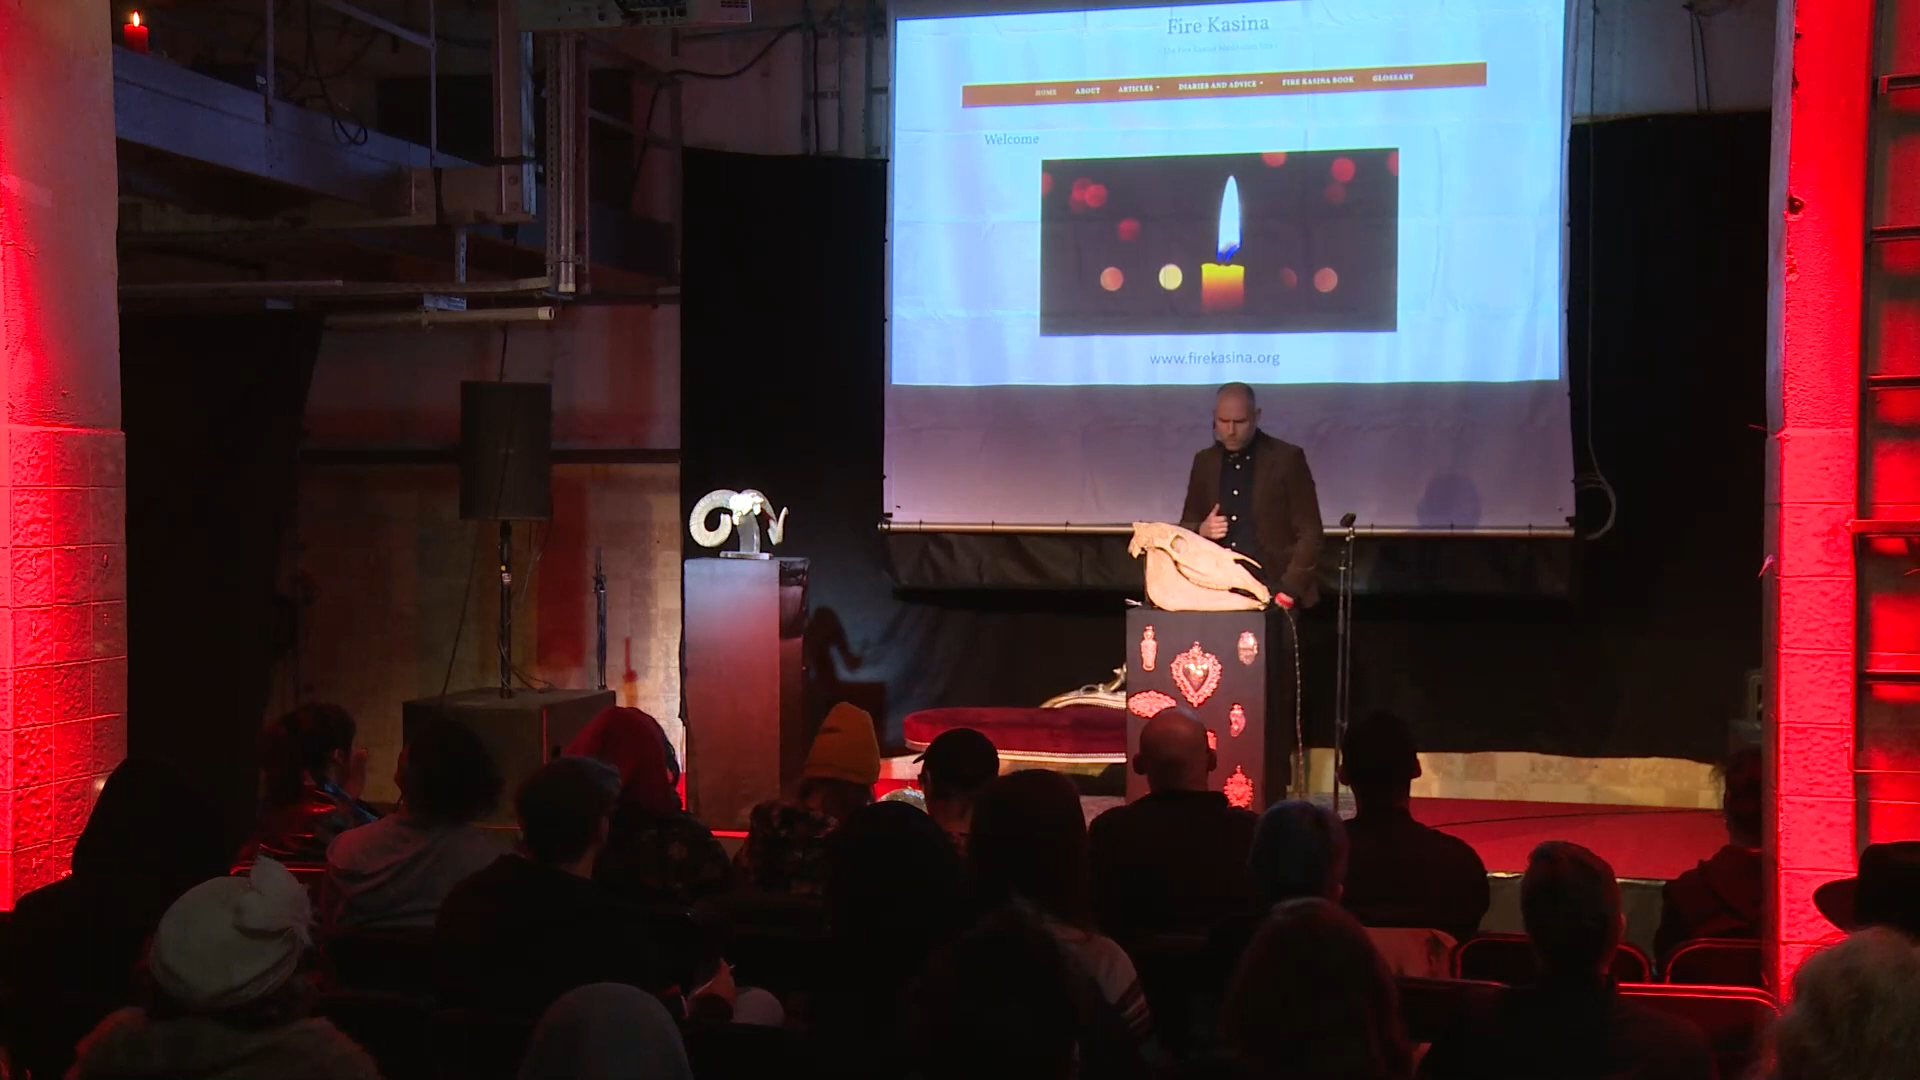 Fire Kasina
HOME ABOUT ARTICLES DIARIES AND ADVICE FIRE KASINA BOOK GLOSSARY
Welcome
www.firekasina.org